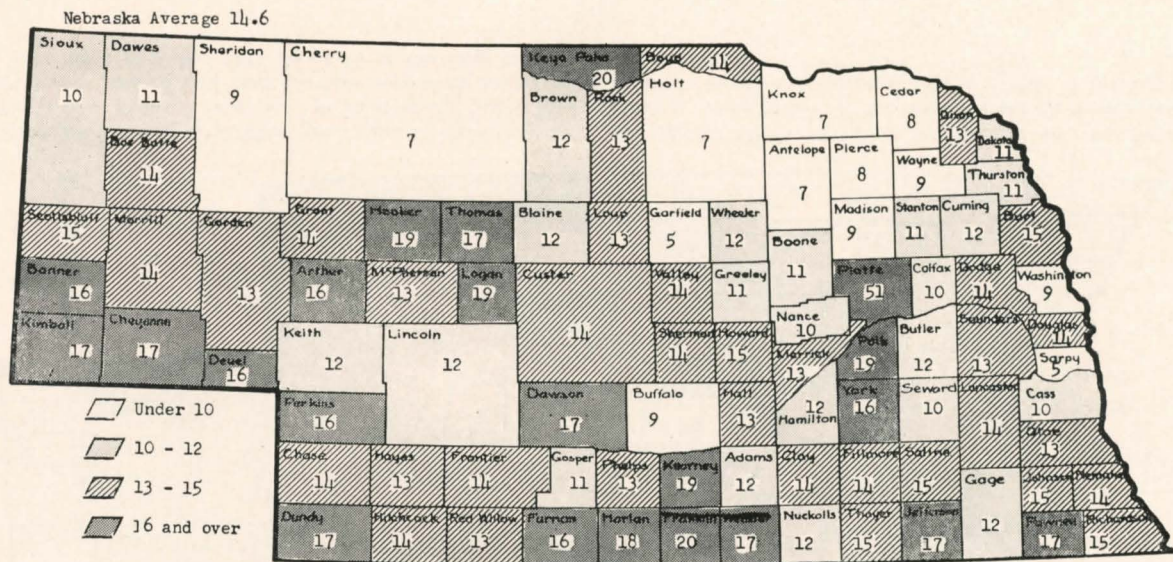 Nebraska Average 14.6
Sioux
10
Dawes
11
Sheridan
9
Cherry
7
Keya Paha
20
Boyd
14
Brown
12
Rock
13
Holt
7
Knox
7
Cedar
8
Dixon
13
Dakota
11
Box Butte
14
Antelope
7
Pierce
8
Wayne
9
Thurston
11
Scottsbluff
15
Morrill
14
Garden
13
Grant
14
Hooker
19
Thomas
17
Blaine
12
Loup
13
Garfield
5
Wheeler
12
Boone
11
Madison
9
Stanton
11
Cuming
12
Burt
15
Banner
16
Arthur
16
McPherson
13
Logan
19
Custer
14
Valley
14
Greeley
11
Platte
51
Colfax
10
Dodge
14
Washington
9
Kimball
17
Cheyenne
17
Deuel
16
Keith
12
Lincoln
12
Sherman
14
Howard
15
Nance
10
Merrick
13
Polk
19
Butler
12
Saunders
13
Douglas
14
Sarpy
5
Perkins
16
Dawson
17
Buffalo
9
Hall
13
Hamilton
12
York
16
Seward
10
Lancaster
14
Cass
10
Otoe
13
Chase
14
Hayes
13
Frontier
14
Gosper
11
Phelps
13
Kearney
19
Adams
12
Clay
14
Fillmore
14
Saline
15
Gage
12
Johnson
15
Nemaha
14
Dundy
17
Hitchcock
14
Red Willow
13
Furnas
16
Harlan
18
Franklin
20
Webster
17
Nuckolls
12
Thayer
15
Jefferson
17
Pawnee
17
Richardson
15
Under 10
10 - 12
13 - 15
16 and over